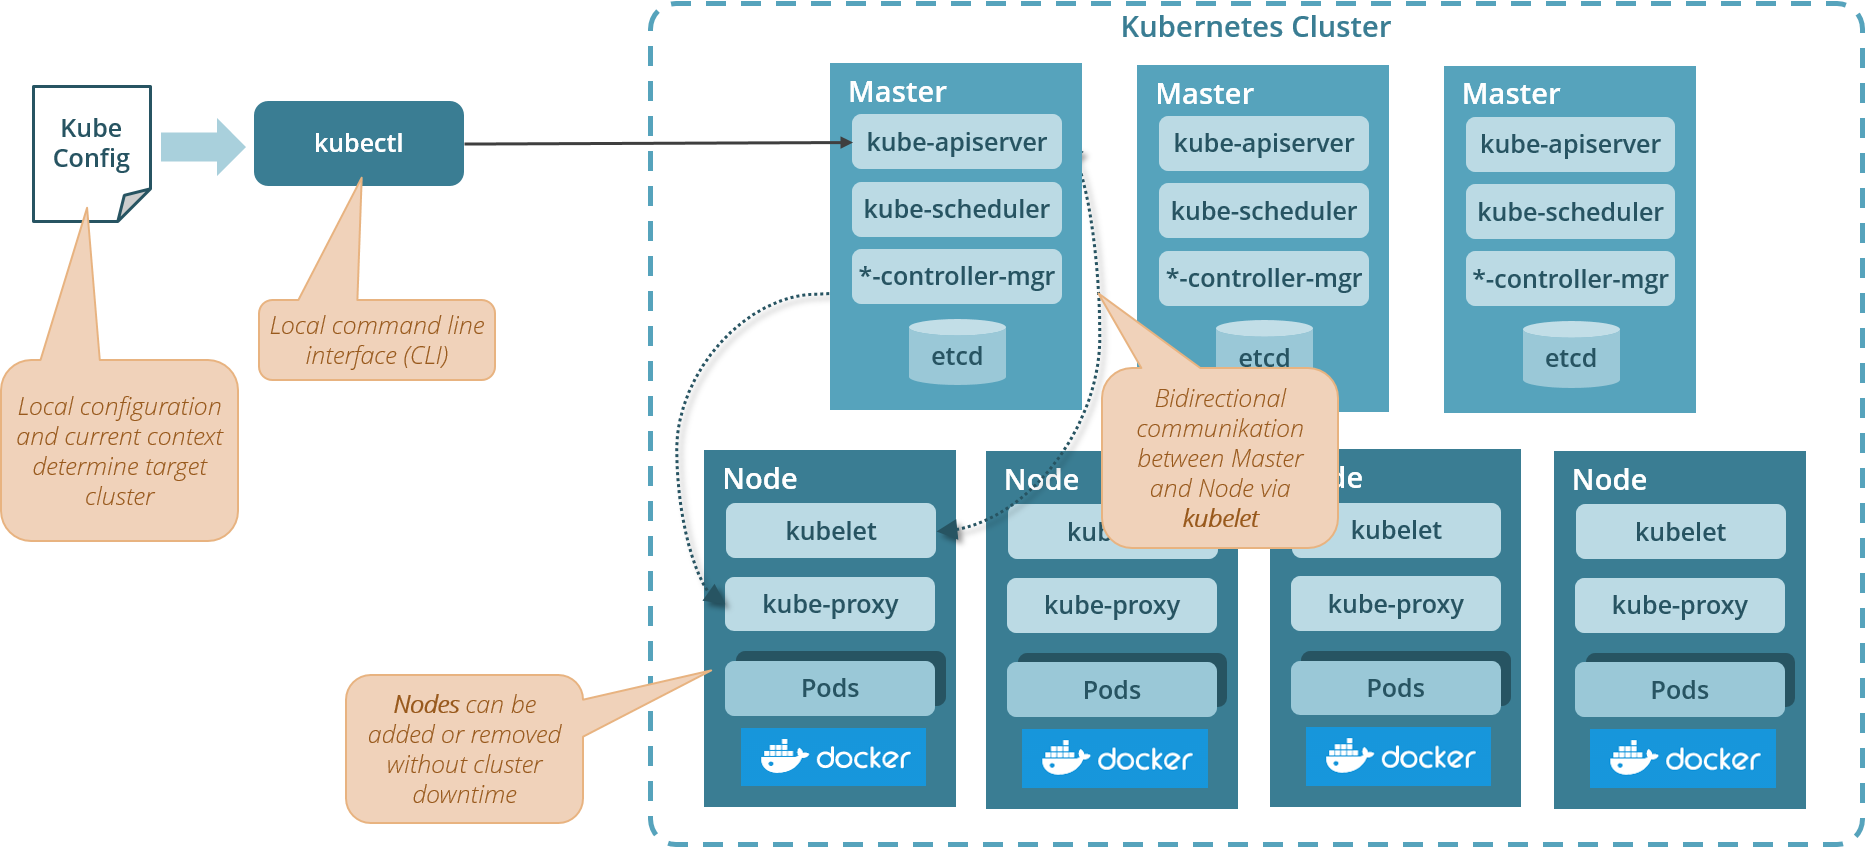 Kubernetes Cluster
Kube
Config
kubectl
Local configuration
and current context
determine target
cluster
Local command line
interface (CLI)
Master
kube-apiserver
kube-scheduler
*-controller-mgr
etcd
Master
kube-apiserver
kube-scheduler
*-controller-mgr
etcd
Master
kube-apiserver
kube-scheduler
*-controller-mgr
etcd
Bidirectional
communikation
between Master
and Node via
kubelet
Node
kubelet
kube-proxy
Pods
docker
Node
kub
kube-proxy
Pods
docker
de
kubelet
kube-proxy
Pods
docker
Node
kubelet
kube-proxy
Pods
docker
Nodes can be
added or removed
without cluster
downtime